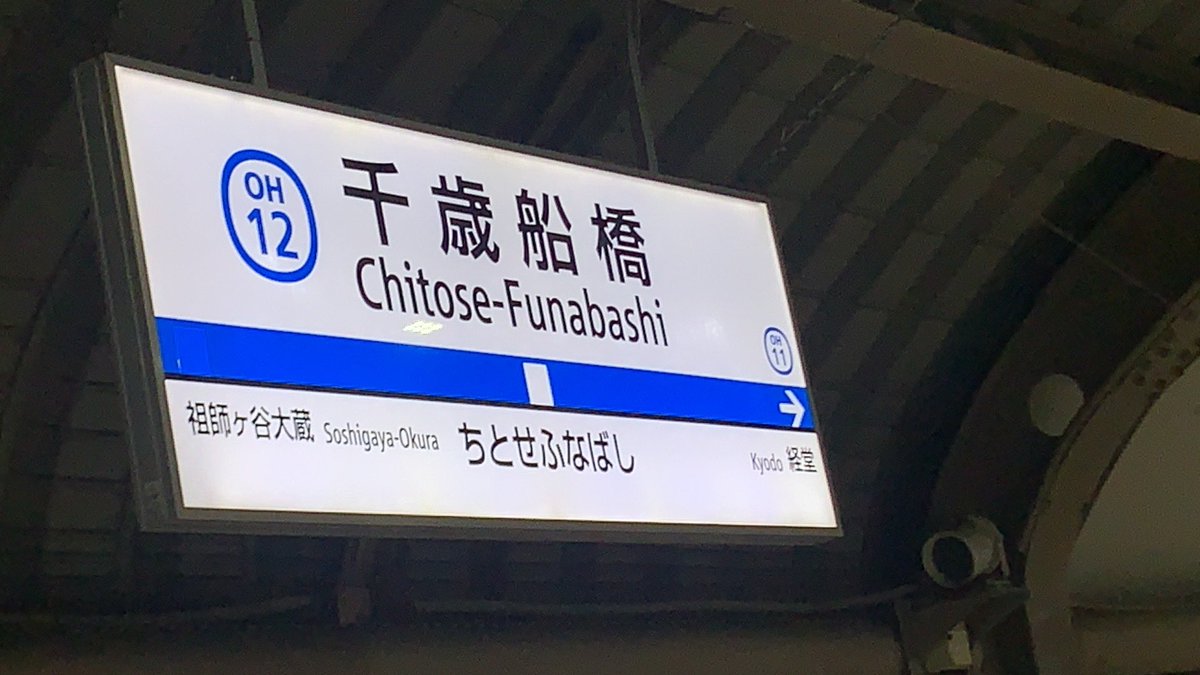 OH
12
千歳船橋
Chitose-Funabashi
OH
11
祖師ヶ谷大蔵 Soshigaya-Okura
ちとせふなばし
Kyodo 経堂